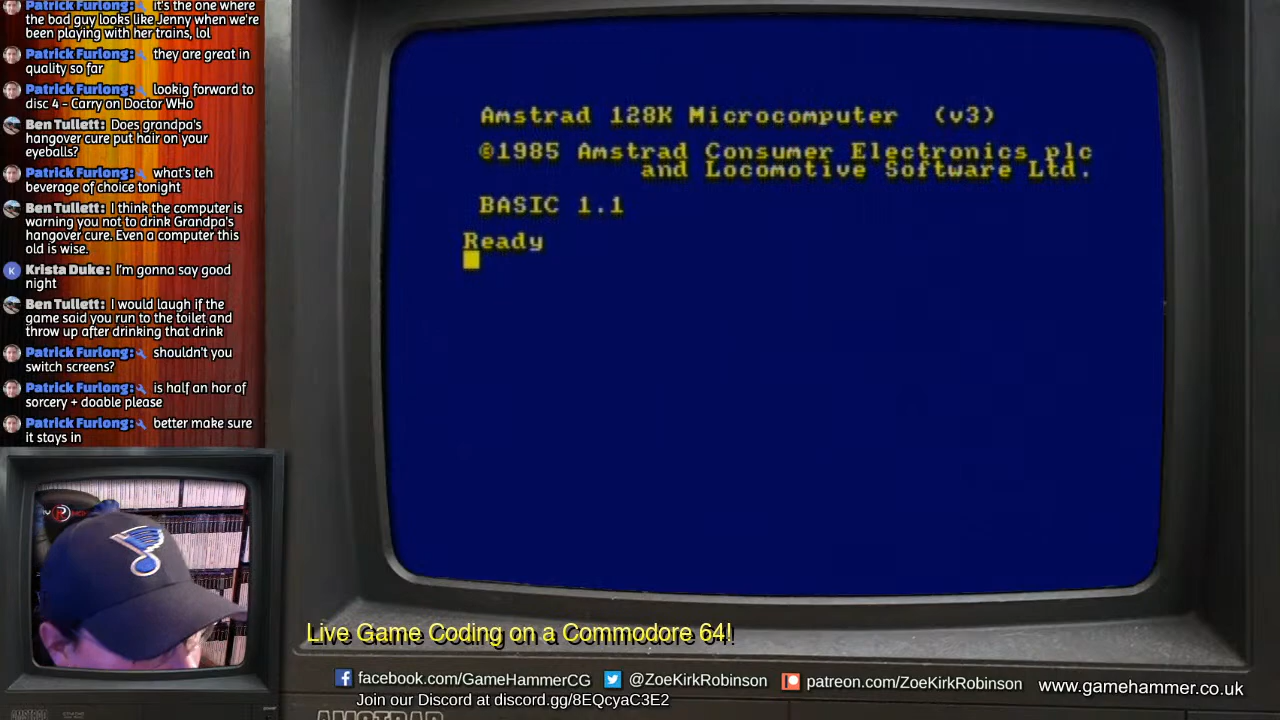 Patrick Furlong: it's the one where
the bad guy looks like Jenny when we're
been playing with her trains, lol
Patrick Furlong: they are great in
quality so far
Patrick Furlong: lookig forward to
disc 4 - Carry on Doctor WHo
Ben Tullett: Does grandpa's
hangover cure put hair on your
eyeballs?
Patrick Furlong: what's teh
beverage of choice tonight
Ben Tullett: I think the computer is
warning you not to drink Grandpa's
hangover cure. Even a computer this
old is wise.
K Krista Duke: I'm gonna say good
night
Ben Tullett: I would laugh if the
game said you run to the toilet and
throw up after drinking that drink
Patrick Furlong: shouldn't you
switch screens?
Patrick Furlong: is half an hor of
sorcery + doable please
Patrick Furlong: better make sure
it stays in
Amstrad 128K Microcomputer (v3)
©1985 Amstrad Consumer Electronics plc
and Locomotive Software Ltd.
BASIC 1.1
Ready
Live Game Coding on a Commodore 64!
facebook.com/GameHammerCG @ZoeKirkRobinson patreon.com/ZoeKirkRobinson www.gamehammer.co.uk
Join our Discord at discord.gg/8EQcyaC3E2
AMSTRAD